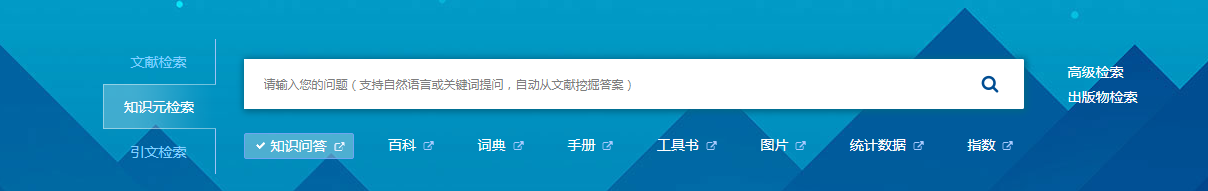 文献检索
知识元检索
引文检索
请输入您的问题（支持自然语言或关键词提问，自动从文献挖掘答案）
高级检索
出版物检索
知识问答 百科 词典 手册 工具书 图片 统计数据 指数